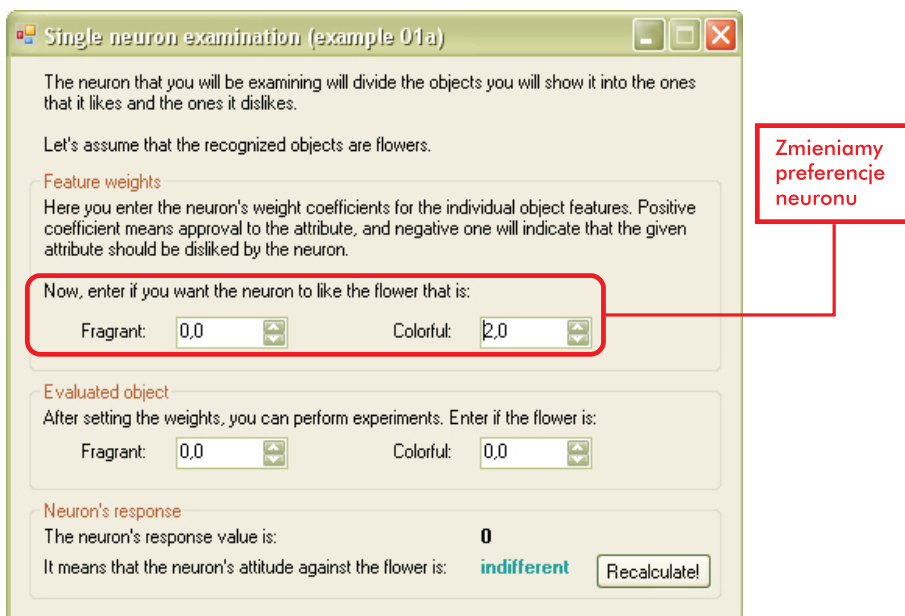 Single neuron examination (example 01a)
The neuron that you will be examining will divide the objects you will show it into the ones
that it likes and the ones it dislikes.
Let's assume that the recognized objects are flowers.
Feature weights
Here you enter the neuron's weight coefficients for the individual object features. Positive
coefficient means approval to the attribute, and negative one will indicate that the given
attribute should be disliked by the neuron.
Now, enter if you want the neuron to like the flower that is:
Fragrant: 0,0 Colorful: 2,0
Zmieniamy
preferencje
neuronu
Evaluated object
After setting the weights, you can perform experiments. Enter if the flower is:
Fragrant: 0,0 Colorful: 0,0
Neuron's response
The neuron's response value is: 0
It means that the neuron's attitude against the flower is: indifferent Recalculate!